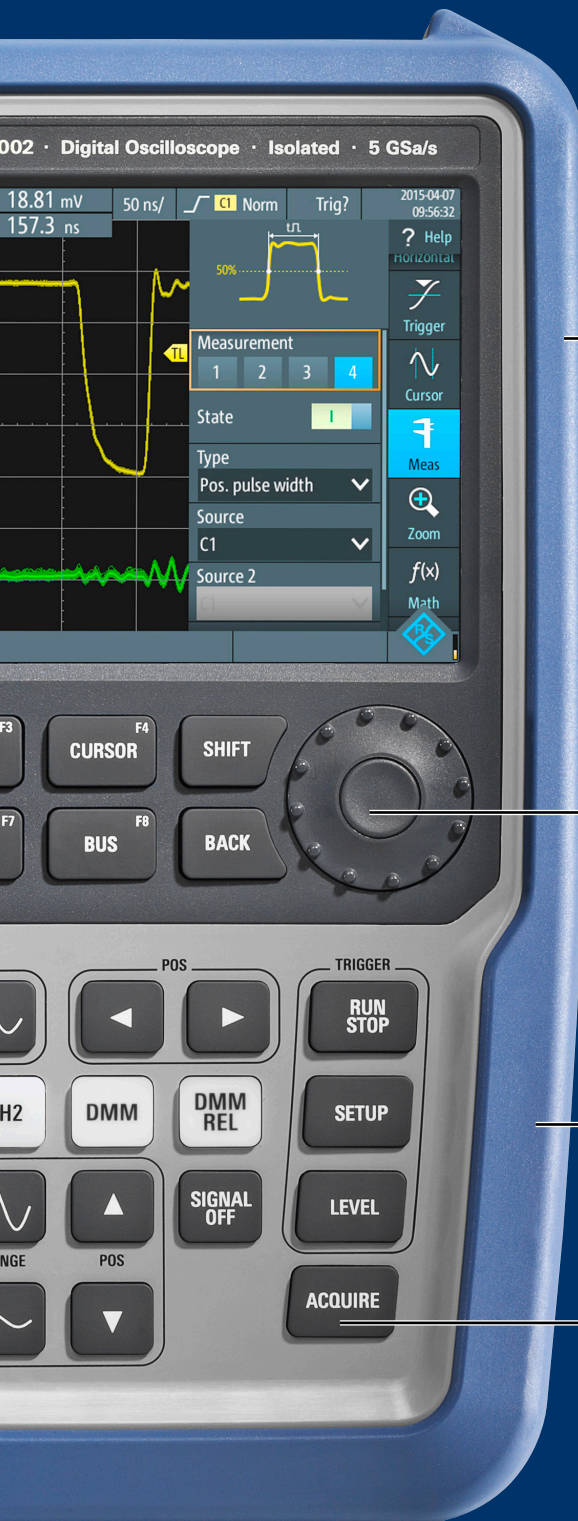 002 · Digital Oscilloscope · Isolated · 5 GSa/s
18.81 mV 50 ns/ C1 Norm Trig? 2015-04-07
157.3 ns 09:56:32
tπ
? Help
Horizontal
50%
Trigger
TL
Measurement
1 2 3 4
Cursor
State I
Meas
Type
Pos. pulse width
Source
C1
Zoom
Source 2
C1
f(x)
Math
R&S
F3
CURSOR F4
SHIFT
F7
BUS F8
BACK
POS
TRIGGER
RUN
STOP
H2
DMM
DMM
REL
SETUP
SIGNAL
OFF
LEVEL
NGE
POS
ACQUIRE